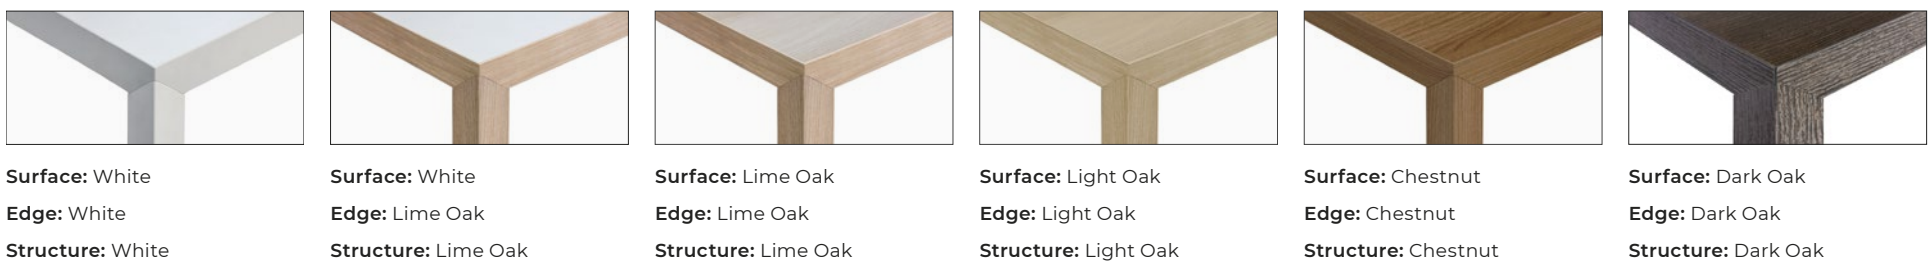 Surface: White
Edge: White
Structure: White
Surface: White
Edge: Lime Oak
Structure: Lime Oak
Surface: Lime Oak
Edge: Lime Oak
Structure: Lime Oak
Surface: Light Oak
Edge: Light Oak
Structure: Light Oak
Surface: Chestnut
Edge: Chestnut
Structure: Chestnut
Surface: Dark Oak
Edge: Dark Oak
Structure: Dark Oak